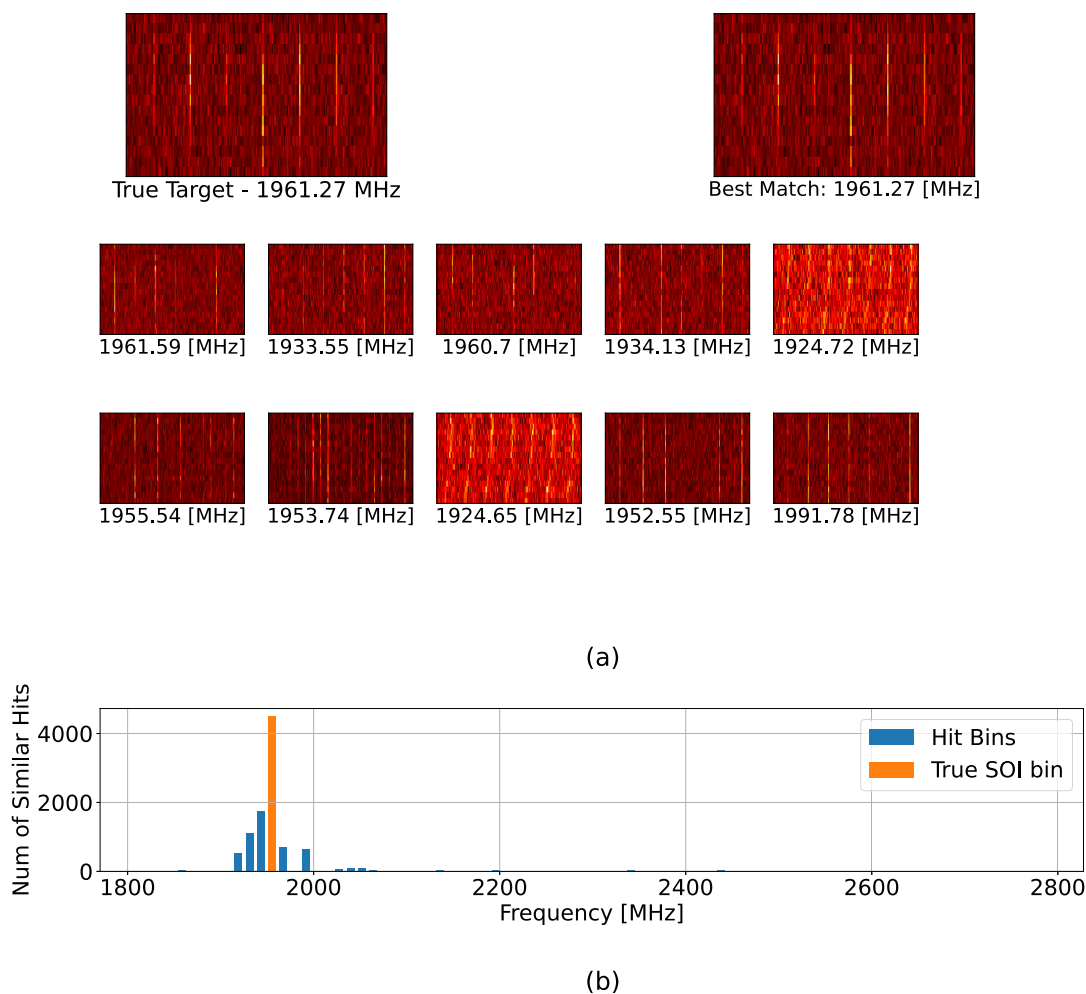 True Target - 1961.27 MHz
Best Match: 1961.27 [MHz]
1961.59 [MHz]
1933.55 [MHz]
1960.7 [MHz]
1934.13 [MHz]
1924.72 [MHz]
1955.54 [MHz]
1953.74 [MHz]
1924.65 [MHz]
1952.55 [MHz]
1991.78 [MHz]
(a)
Num of Similar Hits
4000
2000
0
Hit Bins
True SOI bin
1800
2000
2200
2400
2600
2800
Frequency [MHz]
(b)